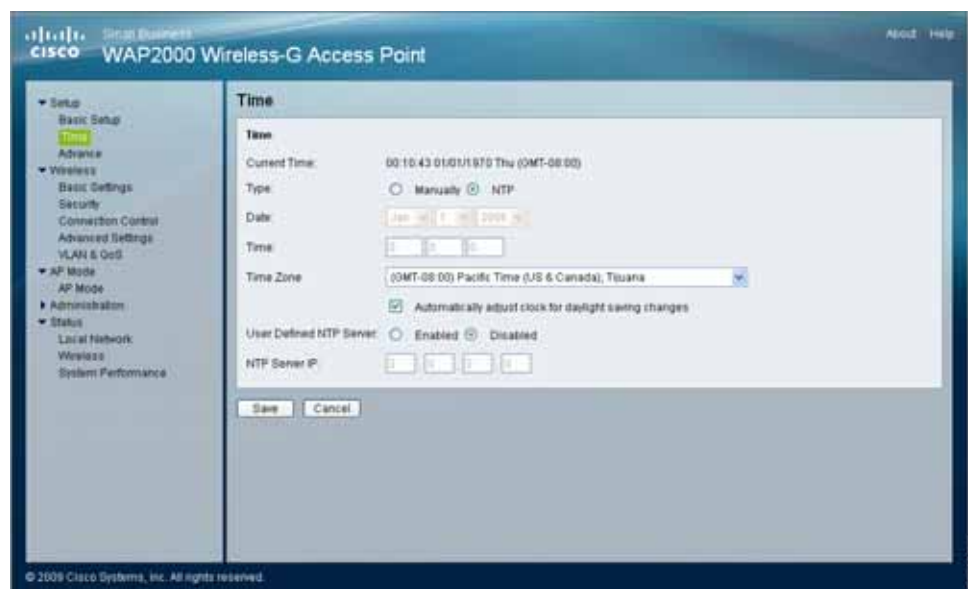 Small Business
CISCO WAP2000 Wireless-G Access Point
About Help
Setup
Basic Setup
Time
Advance
Wireless
Basic Settings
Security
Connection Control
Advanced Settings
VLAN & QoS
AP Mode
AP Mode
Administration
Status
Local Network
Wireless
System Performance
Time
Time
Current Time: 00:10:43 01/01/1970 Thu (GMT-08:00)
Type: Manually NTP
Date: Jan 1
Time:
Time Zone (GMT-08:00) Pacific Time (US & Canada), Tijuana
Automatically adjust clock for daylight saving changes
User Defined NTP Server: Enabled Disabled
NTP Server IP:
Save Cancel
© 2009 Cisco Systems, Inc. All rights reserved.